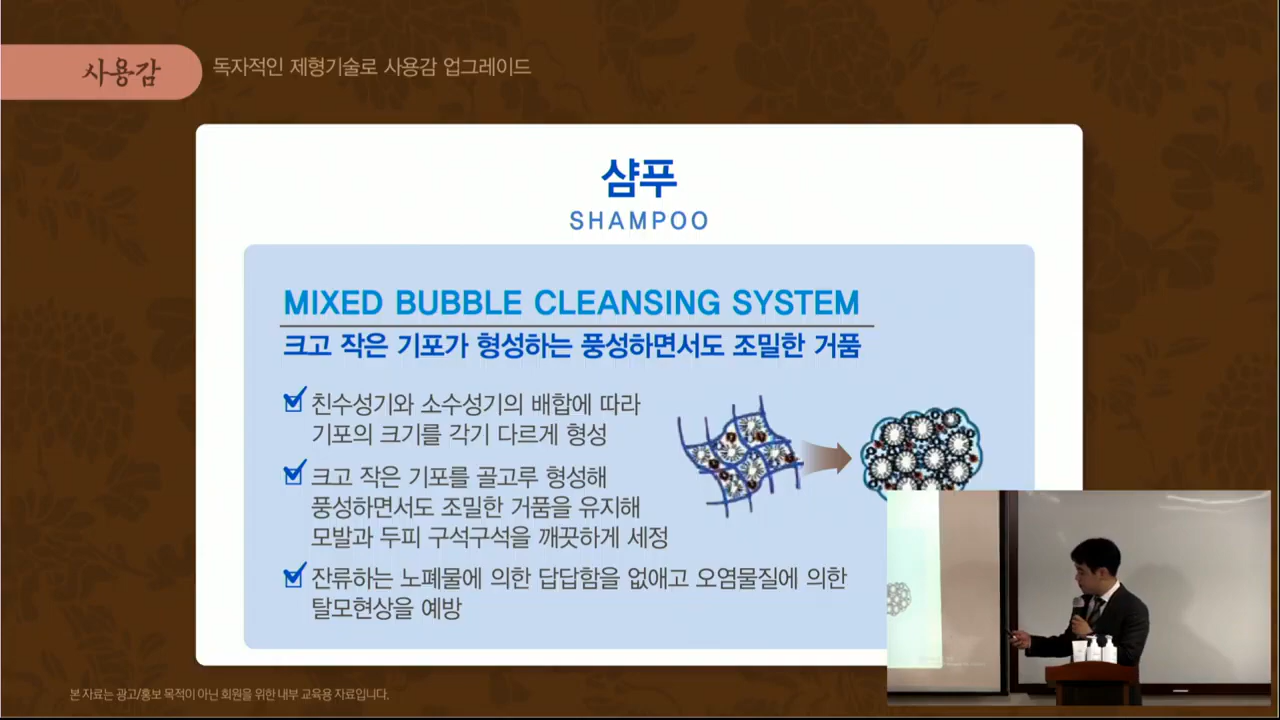 사용감
독자적인 제형기술로 사용감 업그레이드
샴푸
SHAMPOO
MIXED BUBBLE CLEANSING SYSTEM
크고 작은 기포가 형성하는 풍성하면서도 조밀한 거품
친수성기와 소수성기의 배합에 따라
기포의 크기를 각기 다르게 형성
크고 작은 기포를 골고루 형성해
풍성하면서도 조밀한 거품을 유지해
모발과 두피 구석구석을 깨끗하게 세정
잔류하는 노폐물에 의한 답답함을 없애고 오염물질에 의한
탈모현상을 예방
본 자료는 광고/홍보 목적이 아닌 회원을 위한 내부 교육용 자료입니다.